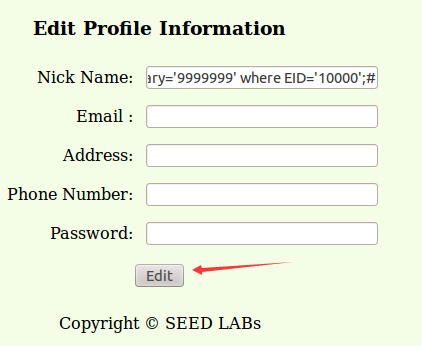 Edit Profile Information
Nick Name: ary='9999999' where EID='10000';#
Email :
Address:
Phone Number:
Password:
Edit
Copyright © SEED LABs